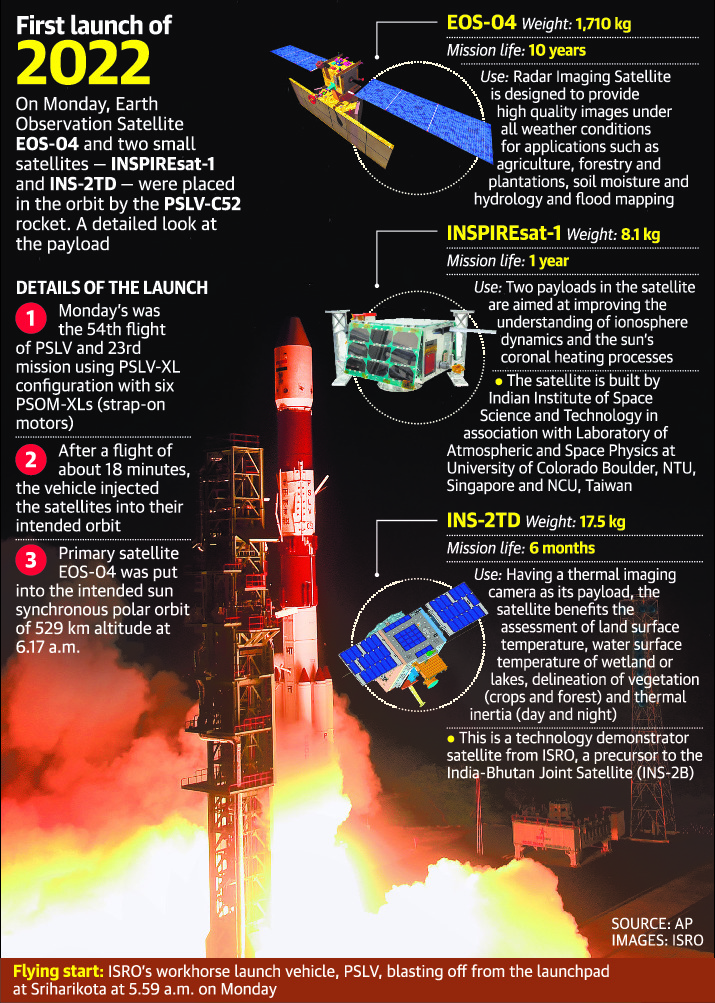 First launch of
2022
On Monday, Earth
Observation Satellite
EOS-04 and two small
satellites — INSPIREsat-1
and INS-2TD — were placed
in the orbit by the PSLV-C52
rocket. A detailed look at
the payload
DETAILS OF THE LAUNCH
1 Monday's was
the 54th flight
of PSLV and 23rd
mission using PSLV-XL
configuration with six
PSOM-XLs (strap-on
motors)
2 After a flight of
about 18 minutes,
the vehicle injected
the satellites into their
intended orbit
3 Primary satellite
EOS-04 was put
into the intended sun
synchronous polar orbit
of 529 km altitude at
6.17 a.m.
EOS-04 Weight: 1,710 kg
Mission life: 10 years
Use: Radar Imaging Satellite
is designed to provide
high quality images under
all weather conditions
for applications such as
agriculture, forestry and
plantations, soil moisture and
hydrology and flood mapping
INSPIREsat-1 Weight: 8.1 kg
Mission life: 1 year
Use: Two payloads in the satellite
are aimed at improving the
understanding of ionosphere
dynamics and the sun's
coronal heating processes
• The satellite is built by
Indian Institute of Space
Science and Technology in
association with Laboratory of
Atmospheric and Space Physics at
University of Colorado Boulder, NTU,
Singapore and NCU, Taiwan
INS-2TD Weight: 17.5 kg
Mission life: 6 months
Use: Having a thermal imaging
camera as its payload, the
satellite benefits the
assessment of land surface
temperature, water surface
temperature of wetland or
lakes, delineation of vegetation
(crops and forest) and thermal
inertia (day and night)
• This is a technology demonstrator
satellite from ISRO, a precursor to the
India-Bhutan Joint Satellite (INS-2B)
PSLV
SOURCE: AP
IMAGES: ISRO
Flying start: ISRO's workhorse launch vehicle, PSLV, blasting off from the launchpad
at Sriharikota at 5.59 a.m. on Monday